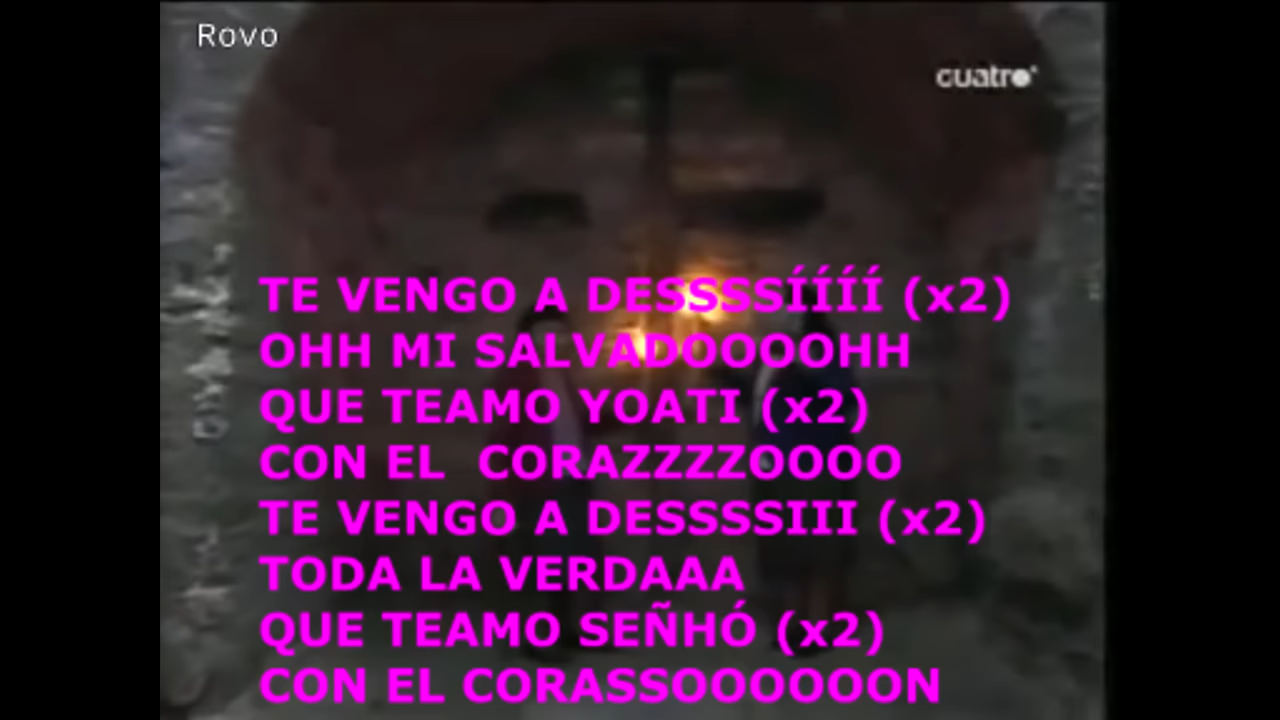 Rovo
cuatro°
TE VENGO A DESSSSÍÍÍÍ (x2)
OHH MI SALVADOOOOHH
QUE TEAMO YOATI (x2)
CON EL  CORAZZZZOOOO
TE VENGO A DESSSSIII (x2)
TODA LA VERDAAA
QUE TEAMO SEÑHÓ (x2)
CON EL CORASSOOOOOON